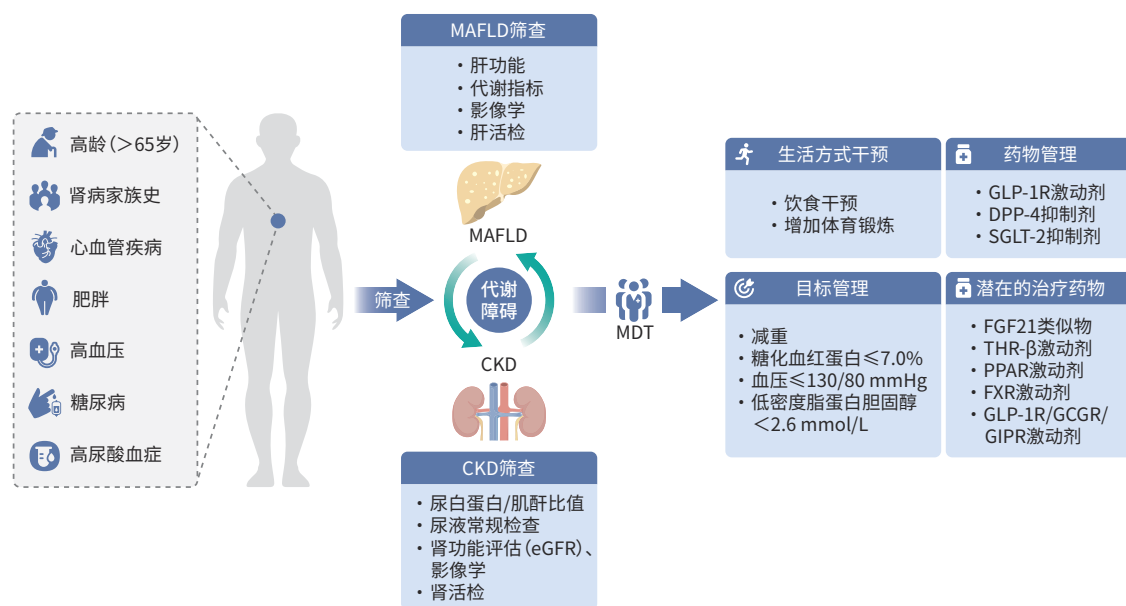 高龄（＞65岁）
肾病家族史
心血管疾病
肥胖
高血压
糖尿病
高尿酸血症
筛查
MAFLD筛查
・肝功能
・代谢指标
・影像学
・肝活检
MAFLD
代谢
障碍
CKD
CKD筛查
・尿白蛋白/肌酐比值
・尿液常规检查
・肾功能评估（eGFR）、
影像学
・肾活检
MDT
生活方式干预
・饮食干预
・增加体育锻炼
药物管理
・GLP-1R激动剂
・DPP-4抑制剂
・SGLT-2抑制剂
目标管理
・减重
・糖化血红蛋白≤7.0%
・血压≤130/80 mmHg
・低密度脂蛋白胆固醇
＜2.6 mmol/L
潜在的治疗药物
・FGF21类似物
・THR-β激动剂
・PPAR激动剂
・FXR激动剂
・GLP-1R/GCGR/
GIPR激动剂